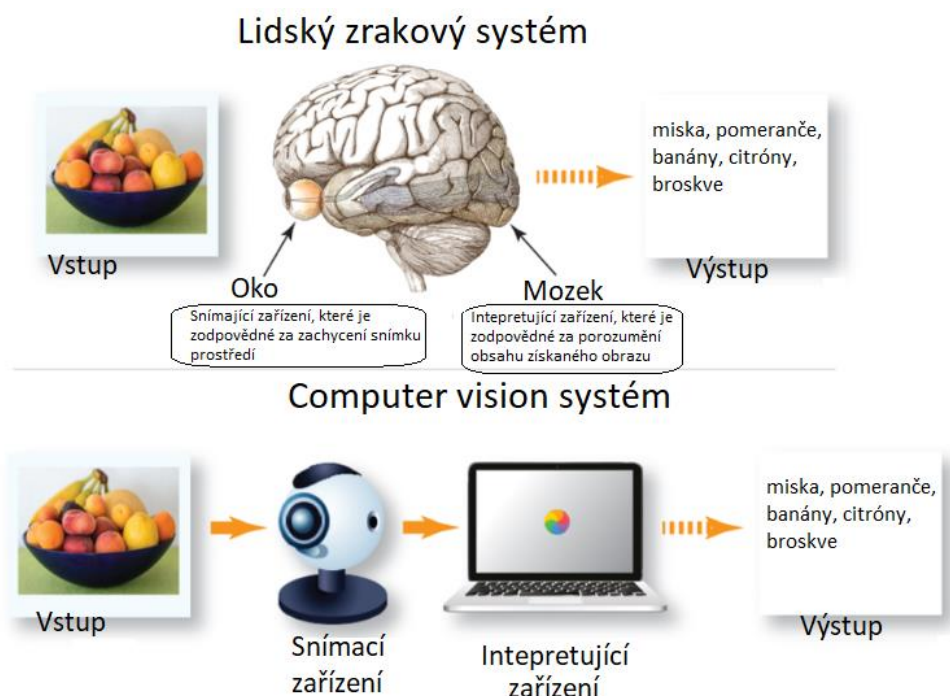 Lidský zrakový systém
miska, pomeranče,
banány, citróny,
broskve
Vstup
Výstup
Oko
Snímající zařízení, které je
zodpovědné za zachycení snímku
prostředí
Mozek
Intepretující zařízení, které je
zodpovědné za porozumění
obsahu získaného obrazu
Computer vision systém
miska, pomeranče,
banány, citróny,
broskve
Vstup
Snímací
zařízení
Intepretující
zařízení
Výstup